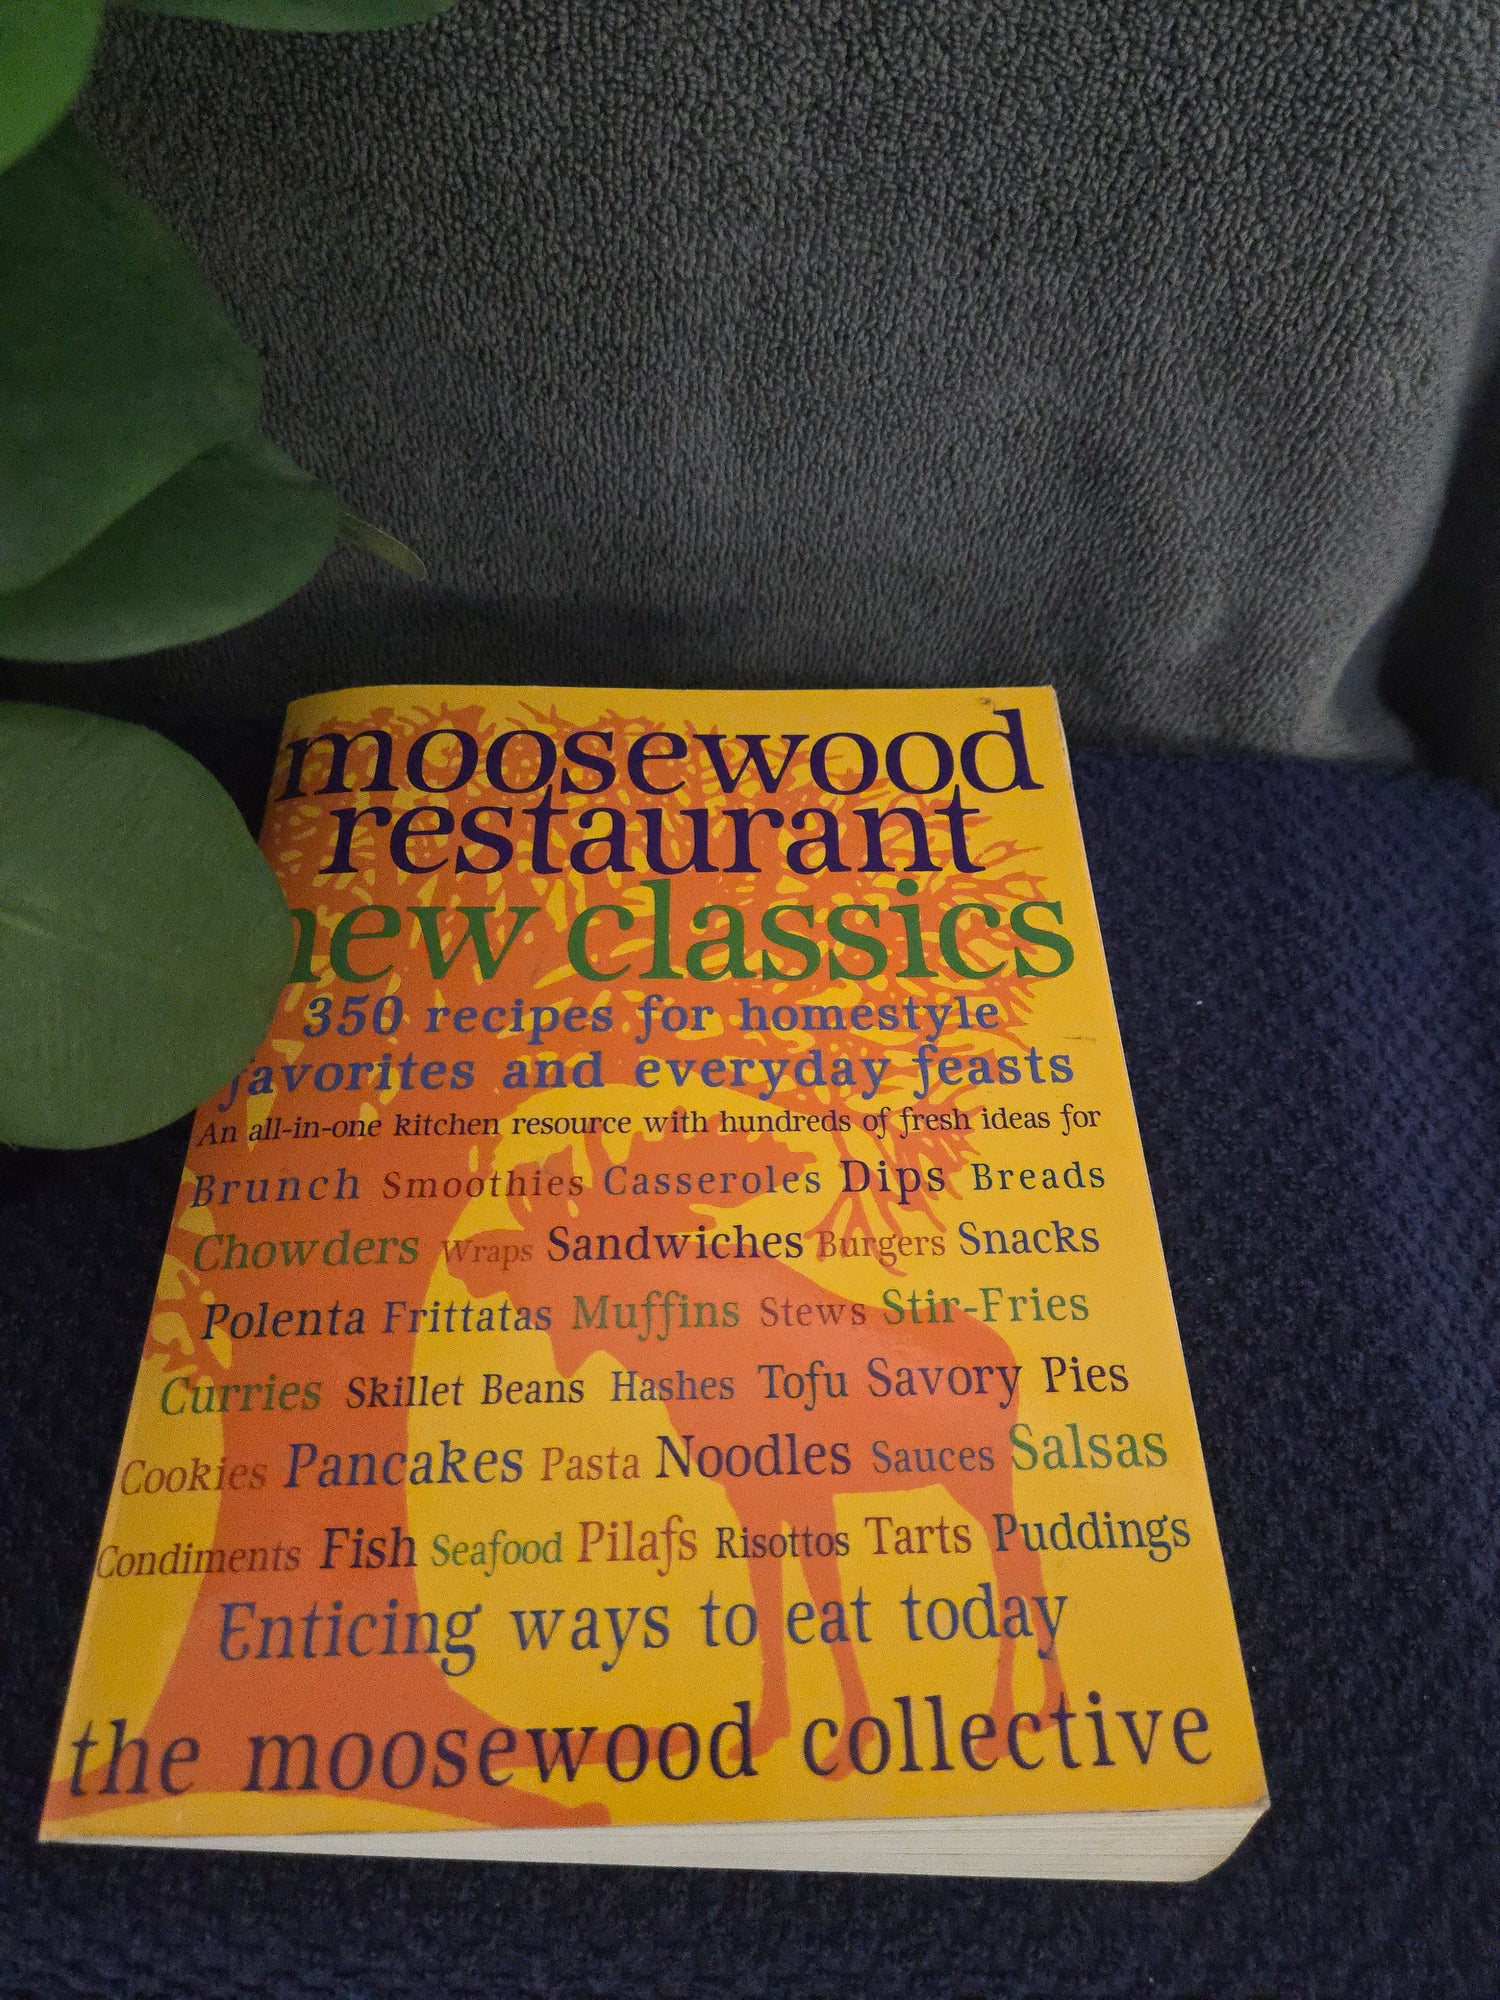 moosewood
restaurant
new classics
350 recipes for homestyle
favorites and everyday feasts
An all-in-one kitchen resource with hundreds of fresh ideas for
Brunch Smoothies Casseroles Dips Breads
Chowders Wraps Sandwiches Burgers Snacks
Polenta Frittatas Muffins Stews Stir-Fries
Curries Skillet Beans Hashes Tofu Savory Pies
Cookies Pancakes Pasta Noodles Sauces Salsas
Condiments Fish Seafood Pilafs Risottos Tarts Puddings
Enticing ways to eat today
the moosewood collective